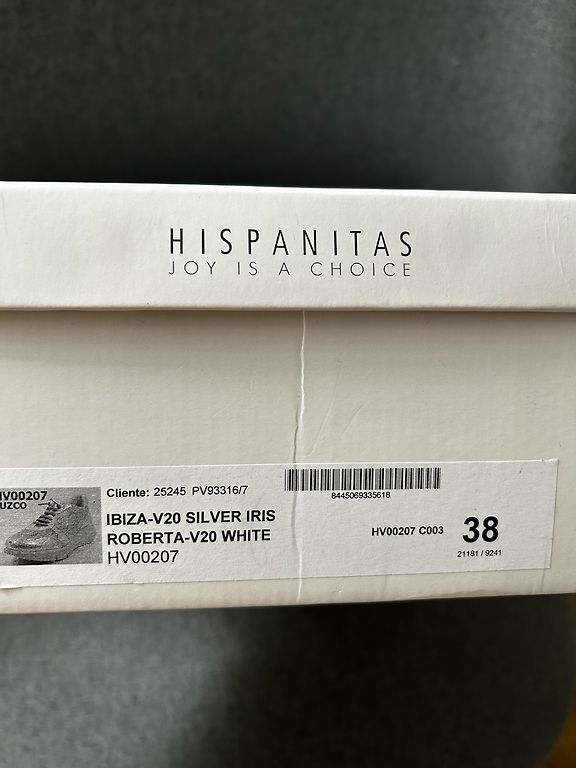 HISPANITAS
JOY IS A CHOICE
HV00207
UZCO
Cliente: 25245 PV93316/7
8445069335618
IBIZA-V20 SILVER IRIS
ROBERTA-V20 WHITE
HV00207
HV00207 C003
38
21181 / 9241